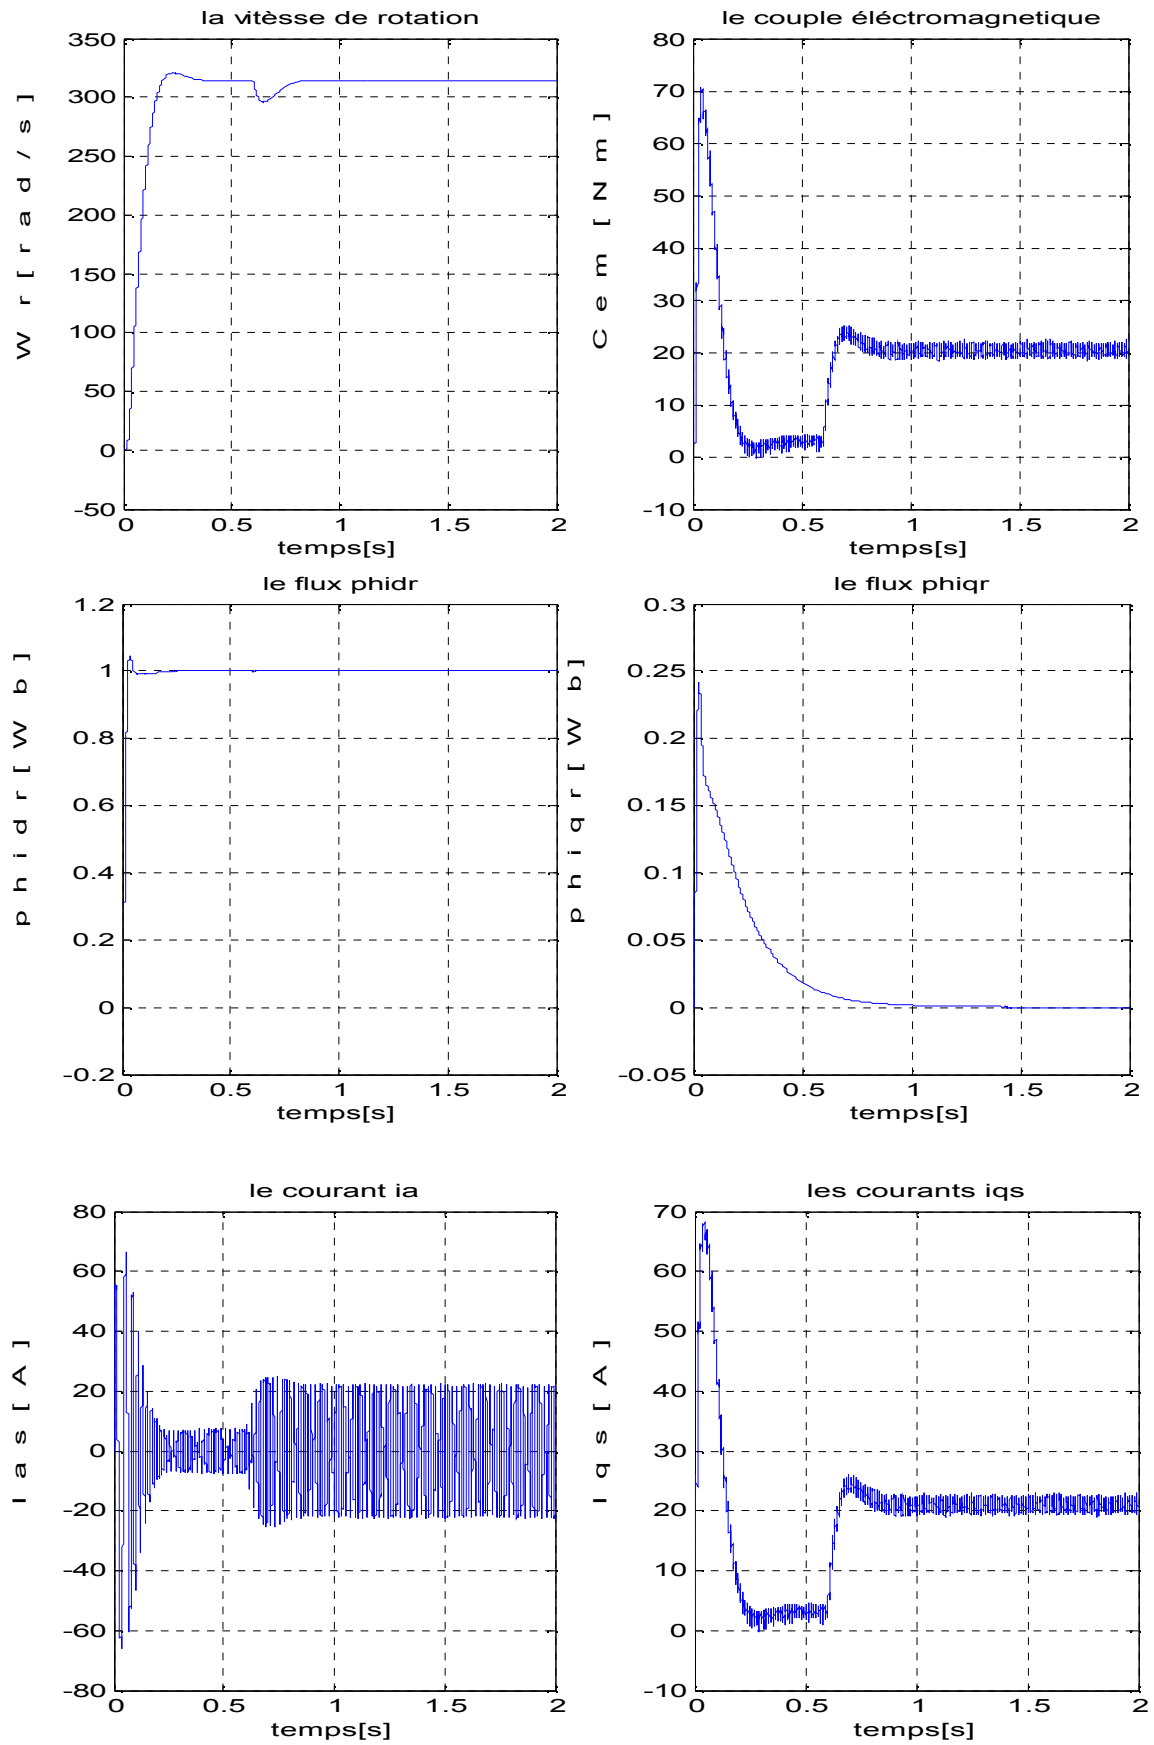 la vitèsse de rotation
W r [ r a d / s ]
350
300
250
200
150
100
50
0
-50
0 0.5 1 1.5 2
temps[s]
le couple éléctromagnetique
C e m [ N m ]
80
70
60
50
40
30
20
10
0
-10
0 0.5 1 1.5 2
temps[s]
le flux phidr
p h i d r [ W b ]
1.2
1
0.8
0.6
0.4
0.2
0
-0.2
0 0.5 1 1.5 2
temps[s]
le flux phiqr
p h i q r [ W b ]
0.3
0.25
0.2
0.15
0.1
0.05
0
-0.05
0 0.5 1 1.5 2
temps[s]
le courant ia
I a s [ A ]
80
60
40
20
0
-20
-40
-60
-80
0 0.5 1 1.5 2
temps[s]
les courants iqs
I q s [ A ]
70
60
50
40
30
20
10
0
-10
0 0.5 1 1.5 2
temps[s]